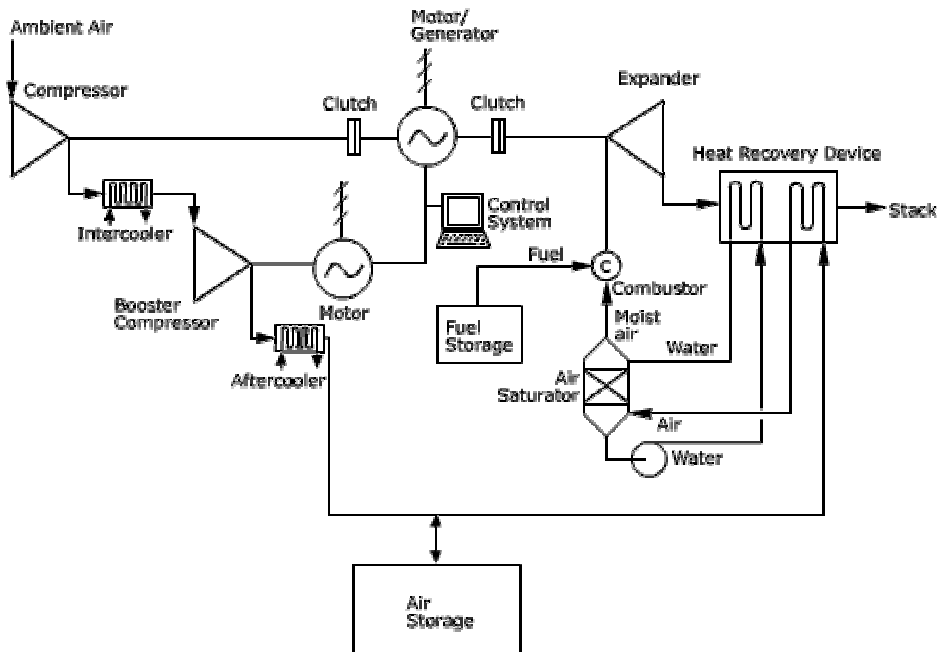 Ambient Air
Motor/
Generator
Compressor
Clutch
Clutch
Expander
Heat Recovery Device
Stack
Intercooler
Control
System
Fuel
C
Combustor
Booster
Compressor
Motor
Fuel
Storage
Moist
air
Water
Aftercooler
Air
Saturator
Air
Water
Air
Storage